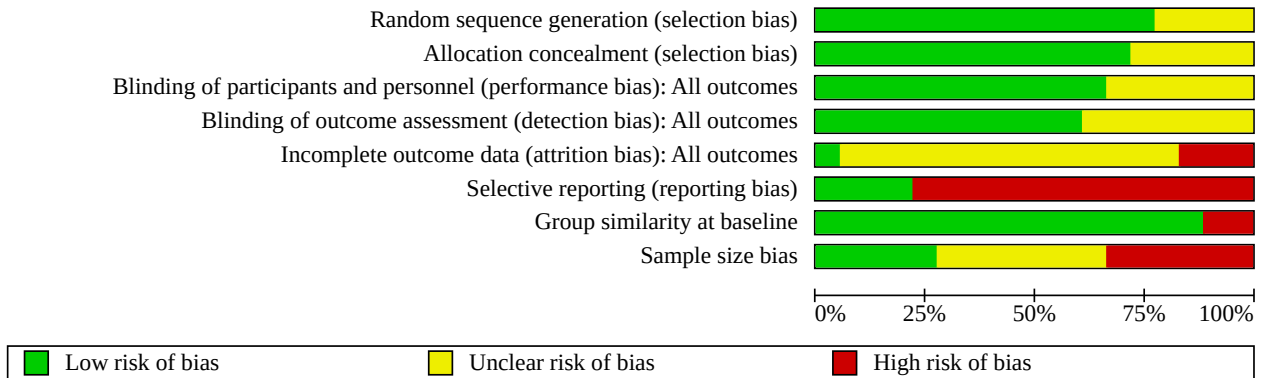 Random sequence generation (selection bias)
Allocation concealment (selection bias)
Blinding of participants and personnel (performance bias): All outcomes
Blinding of outcome assessment (detection bias): All outcomes
Incomplete outcome data (attrition bias): All outcomes
Selective reporting (reporting bias)
Group similarity at baseline
Sample size bias
0% 25% 50% 75% 100%
Low risk of bias Unclear risk of bias High risk of bias